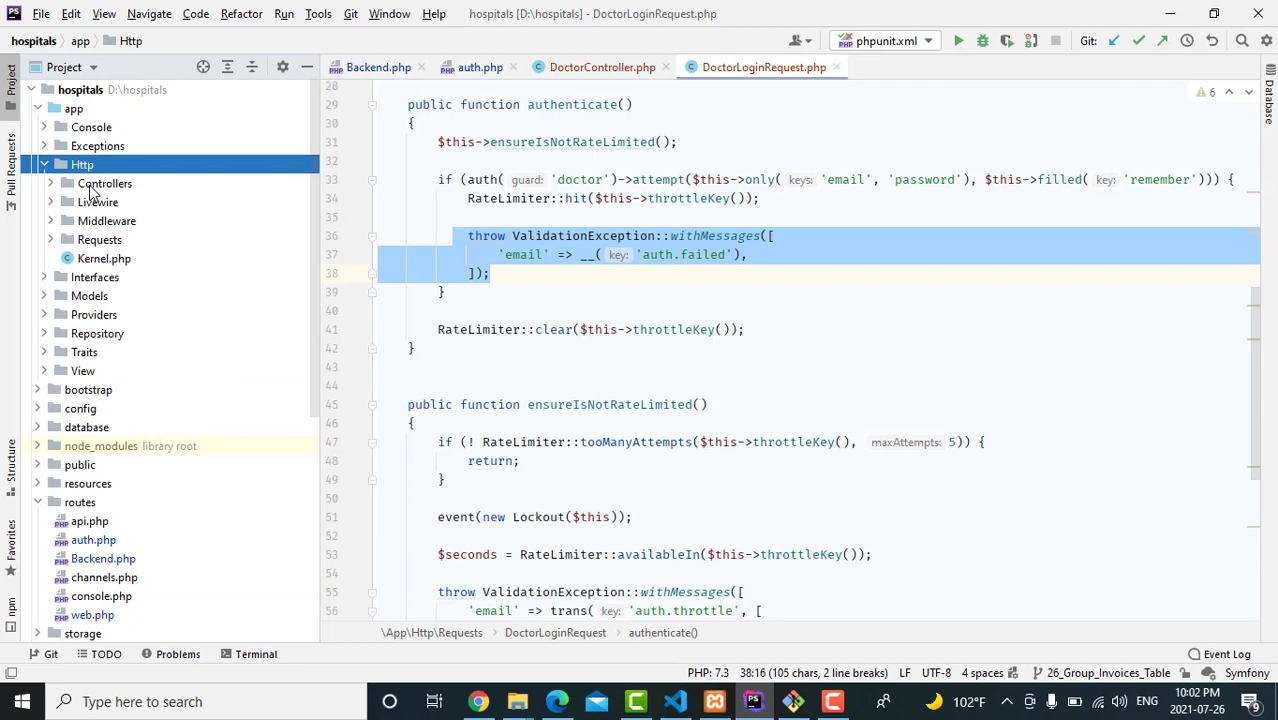 File Edit View Navigate Code Refactor Run Tools Git Window Help hospitals [D:\hospitals] - DoctorLoginRequest.php
hospitals app Http phpunit.xml Git:
Project Backend.php auth.php DoctorController.php DoctorLoginRequest.php
Project
Pull Requests
Structure
Favorites
npm
Database
hospitals D:\hospitals
app
Console
Exceptions
Http
Controllers
Livewire
Middleware
Requests
Kernel.php
Interfaces
Models
Providers
Repository
Traits
View
bootstrap
config
database
node_modules library root
public
resources
routes
api.php
auth.php
Backend.php
channels.php
console.php
web.php
storage
6
28
29 public function authenticate()
30 {
31 $this->ensureIsNotRateLimited();
32
33 if (auth( guard: 'doctor')->attempt($this->only( keys: 'email', 'password'), $this->filled( key: 'remember'))) {
34 RateLimiter::hit($this->throttleKey());
35
36 throw ValidationException::withMessages([
37 'email' => __( key: 'auth.failed'),
38 ]);
39 }
40
41 RateLimiter::clear($this->throttleKey());
42 }
43
44
45 public function ensureIsNotRateLimited()
46 {
47 if (! RateLimiter::tooManyAttempts($this->throttleKey(), maxAttempts: 5)) {
48 return;
49 }
50
51 event(new Lockout($this));
52
53 $seconds = RateLimiter::availableIn($this->throttleKey());
54
55 throw ValidationException::withMessages([
56 'email' => trans( key: 'auth.throttle', [
\App\Http\Requests DoctorLoginRequest authenticate()
Git TODO Problems Terminal Event Log
PHP: 7.3 38:16 (105 chars, 2 line breaks) LF UTF-8 4 spaces 26_Group_Invoices_Table Symfony
Type here to search 102°F ENG 10:02 PM
2021-07-26 9